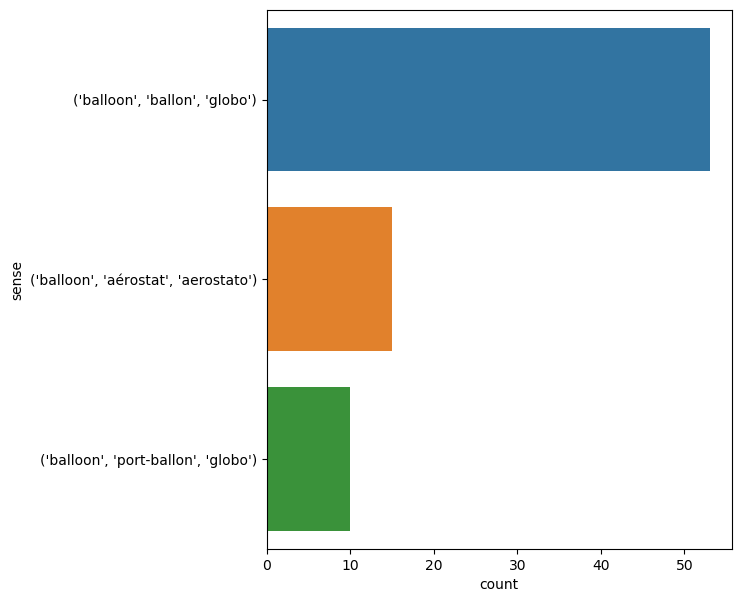 ('balloon', 'ballon', 'globo')
('balloon', 'aérostat', 'aerostato')
('balloon', 'port-ballon', 'globo')
sense
0 10 20 30 40 50
count